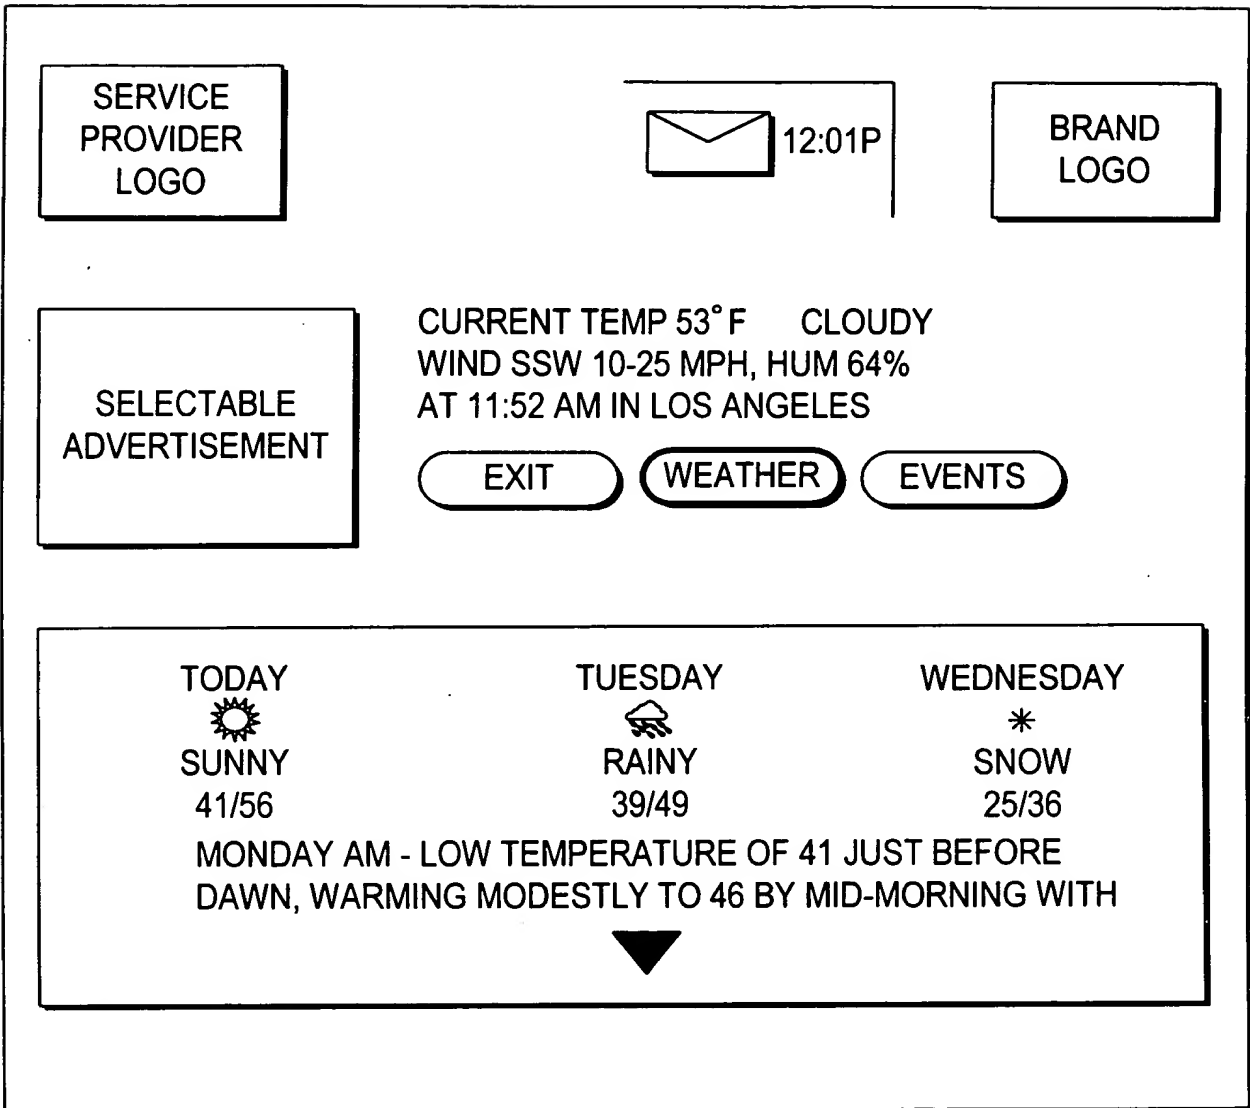 SERVICE
PROVIDER
LOGO
12:01P
BRAND
LOGO
SELECTABLE
ADVERTISEMENT
CURRENT TEMP 53°F CLOUDY
WIND SSW 10-25 MPH, HUM 64%
AT 11:52 AM IN LOS ANGELES
EXIT WEATHER EVENTS
TODAY TUESDAY WEDNESDAY
SUNNY RAINY SNOW
41/56 39/49 25/36
MONDAY AM - LOW TEMPERATURE OF 41 JUST BEFORE
DAWN, WARMING MODESTLY TO 46 BY MID-MORNING WITH